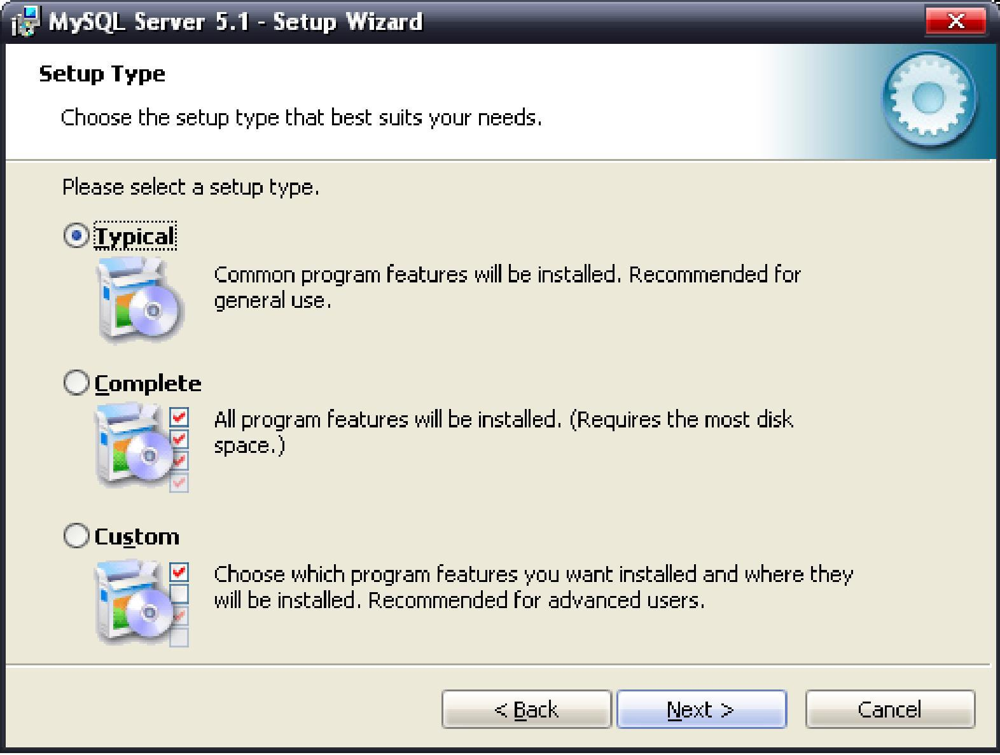 MySQL Server 5.1 - Setup Wizard
Setup Type
Choose the setup type that best suits your needs.
Please select a setup type.
Typical
Common program features will be installed. Recommended for
general use.
Complete
All program features will be installed. (Requires the most disk
space.)
Custom
Choose which program features you want installed and where they
will be installed. Recommended for advanced users.
< Back Next > Cancel